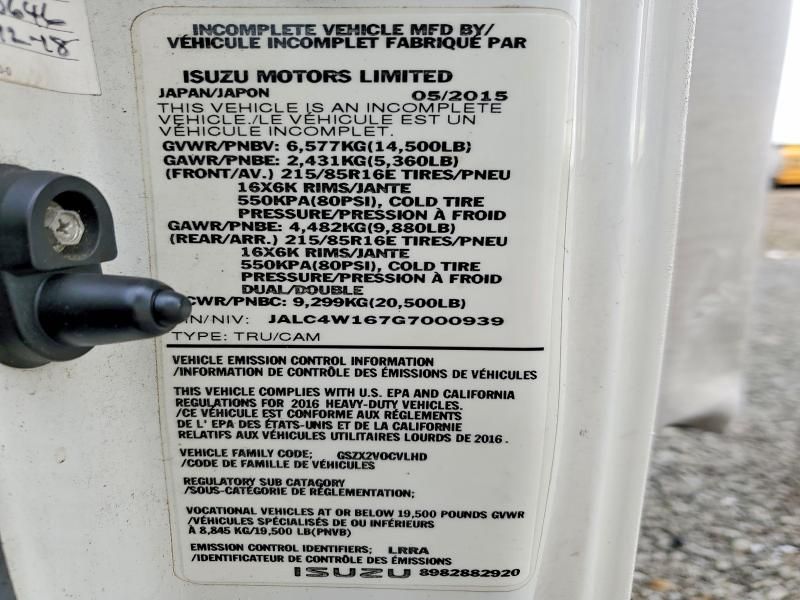 INCOMPLETE VEHICLE MFD BY/
VÉHICULE INCOMPLET FABRIQUÉ PAR
ISUZU MOTORS LIMITED
JAPAN/JAPON 05/2015
THIS VEHICLE IS AN INCOMPLETE
VEHICLE./LE VÉHICULE EST UN
VÉHICULE INCOMPLET.
GVWR/PNBV: 6,577KG(14,500LB)
GAWR/PNBE: 2,431KG(5,360LB)
(FRONT/AV.) 215/85R16E TIRES/PNEU
16X6K RIMS/JANTE
550KPA(80PSI), COLD TIRE
PRESSURE/PRESSION À FROID
GAWR/PNBE: 4,482KG(9,880LB)
(REAR/ARR.) 215/85R16E TIRES/PNEU
16X6K RIMS/JANTE
550KPA(80PSI), COLD TIRE
PRESSURE/PRESSION À FROID
DUAL/DOUBLE
CWR/PNBC: 9,299KG(20,500LB)
IN/NIV: JALC4W167G7000939
TYPE: TRU/CAM
VEHICLE EMISSION CONTROL INFORMATION
/INFORMATION DE CONTRÔLE DES ÉMISSIONS DE VÉHICULES
THIS VEHICLE COMPLIES WITH U.S. EPA AND CALIFORNIA
REGULATIONS FOR 2016 HEAVY-DUTY VEHICLES.
/CE VÉHICULE EST CONFORME AUX RÉGLEMENTS
DE L' EPA DES ÉTATS-UNIS ET DE LA CALIFORNIE
RELATIFS AUX VÉHICULES UTILITAIRES LOURDS DE 2016.
VEHICLE FAMILY CODE; GSZX2VOCVLHD
/CODE DE FAMILLE DE VÉHICULES
REGULATORY SUB CATAGORY
/SOUS-CATÉGORIE DE RÉGLEMENTATION;
VOCATIONAL VEHICLES AT OR BELOW 19,500 POUNDS GVWR
/VÉHICULES SPÉCIALISÉS DE OU INFÉRIEURS
À 8,845 KG/19,500 LB(PNVB)
EMISSION CONTROL IDENTIFIERS; LRRA
/IDENTIFICATEUR DE CONTRÔLE DES ÉMISSIONS
ISUZU 8982882920